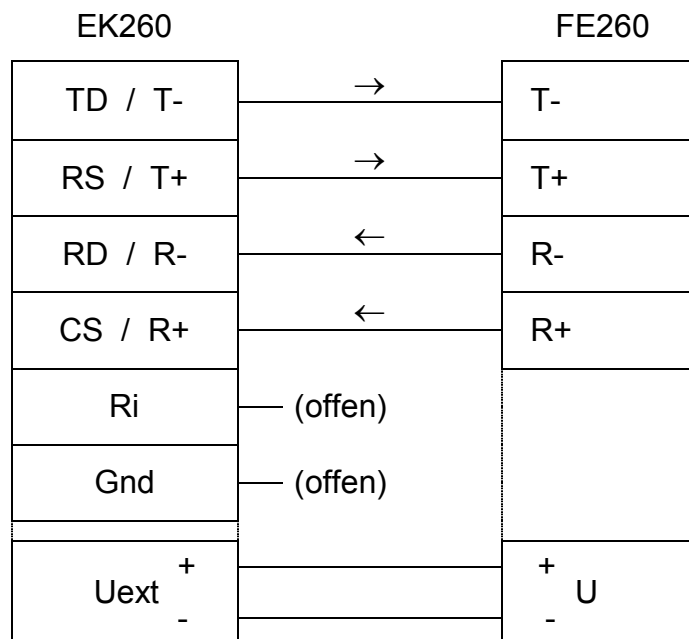 EK260 FE260
TD / T- → T-
RS / T+ → T+
RD / R- ← R-
CS / R+ ← R+
Ri (offen)
Gnd (offen)
+ +
Uext U
- -